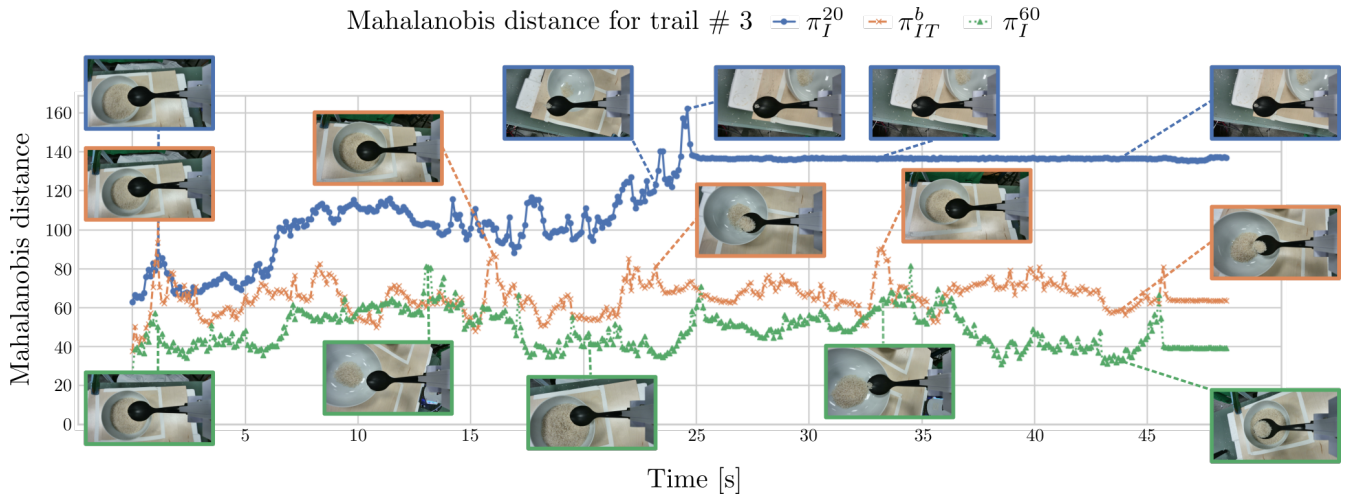 Mahalanobis distance for trail # 3 π_I^20 π_IT^b π_I^60
Mahalanobis distance
160
140
120
100
80
60
40
20
0
5 10 15 20 25 30 35 40 45
Time [s]